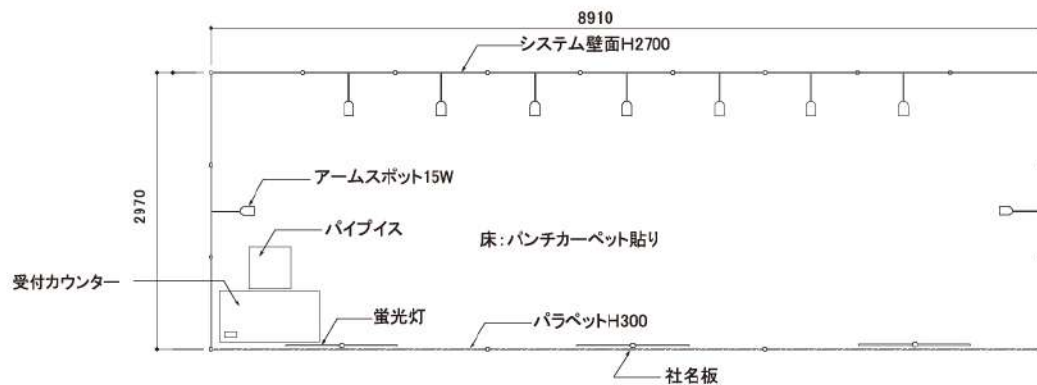 8910
システム壁面H2700
2970
アームスポット15W
パイプイス
床:パンチカーペット貼り
受付カウンター
蛍光灯
パラペットH300
社名板